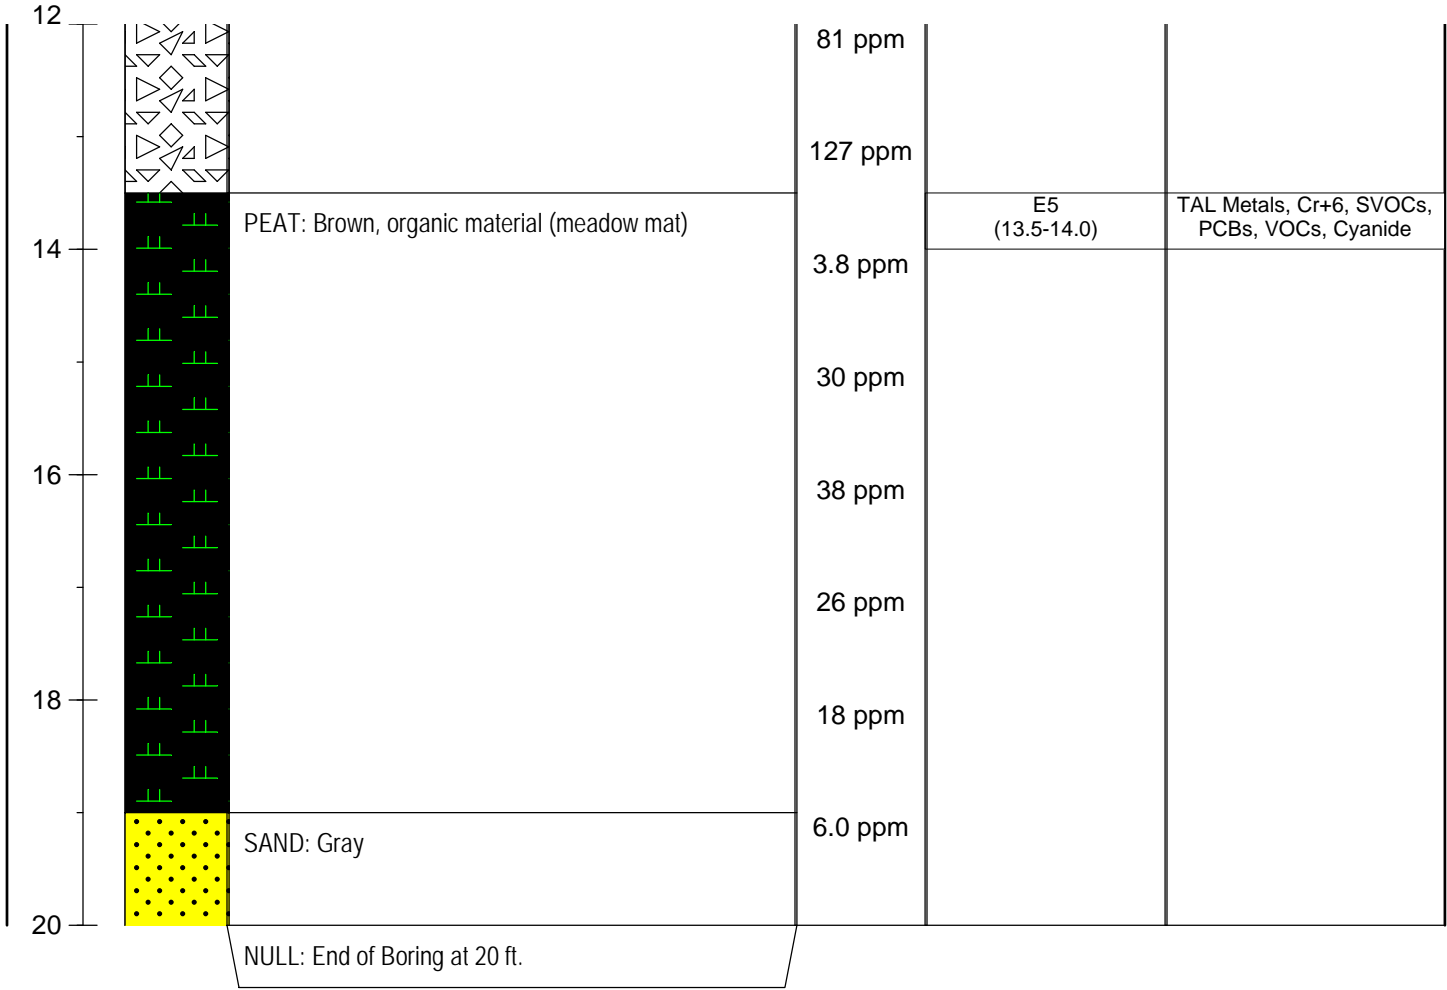 12
81 ppm
127 ppm
PEAT: Brown, organic material (meadow mat)
E5
(13.5-14.0)
TAL Metals, Cr+6, SVOCs,
PCBs, VOCs, Cyanide
14
3.8 ppm
30 ppm
16
38 ppm
26 ppm
18
18 ppm
6.0 ppm
SAND: Gray
20
NULL: End of Boring at 20 ft.